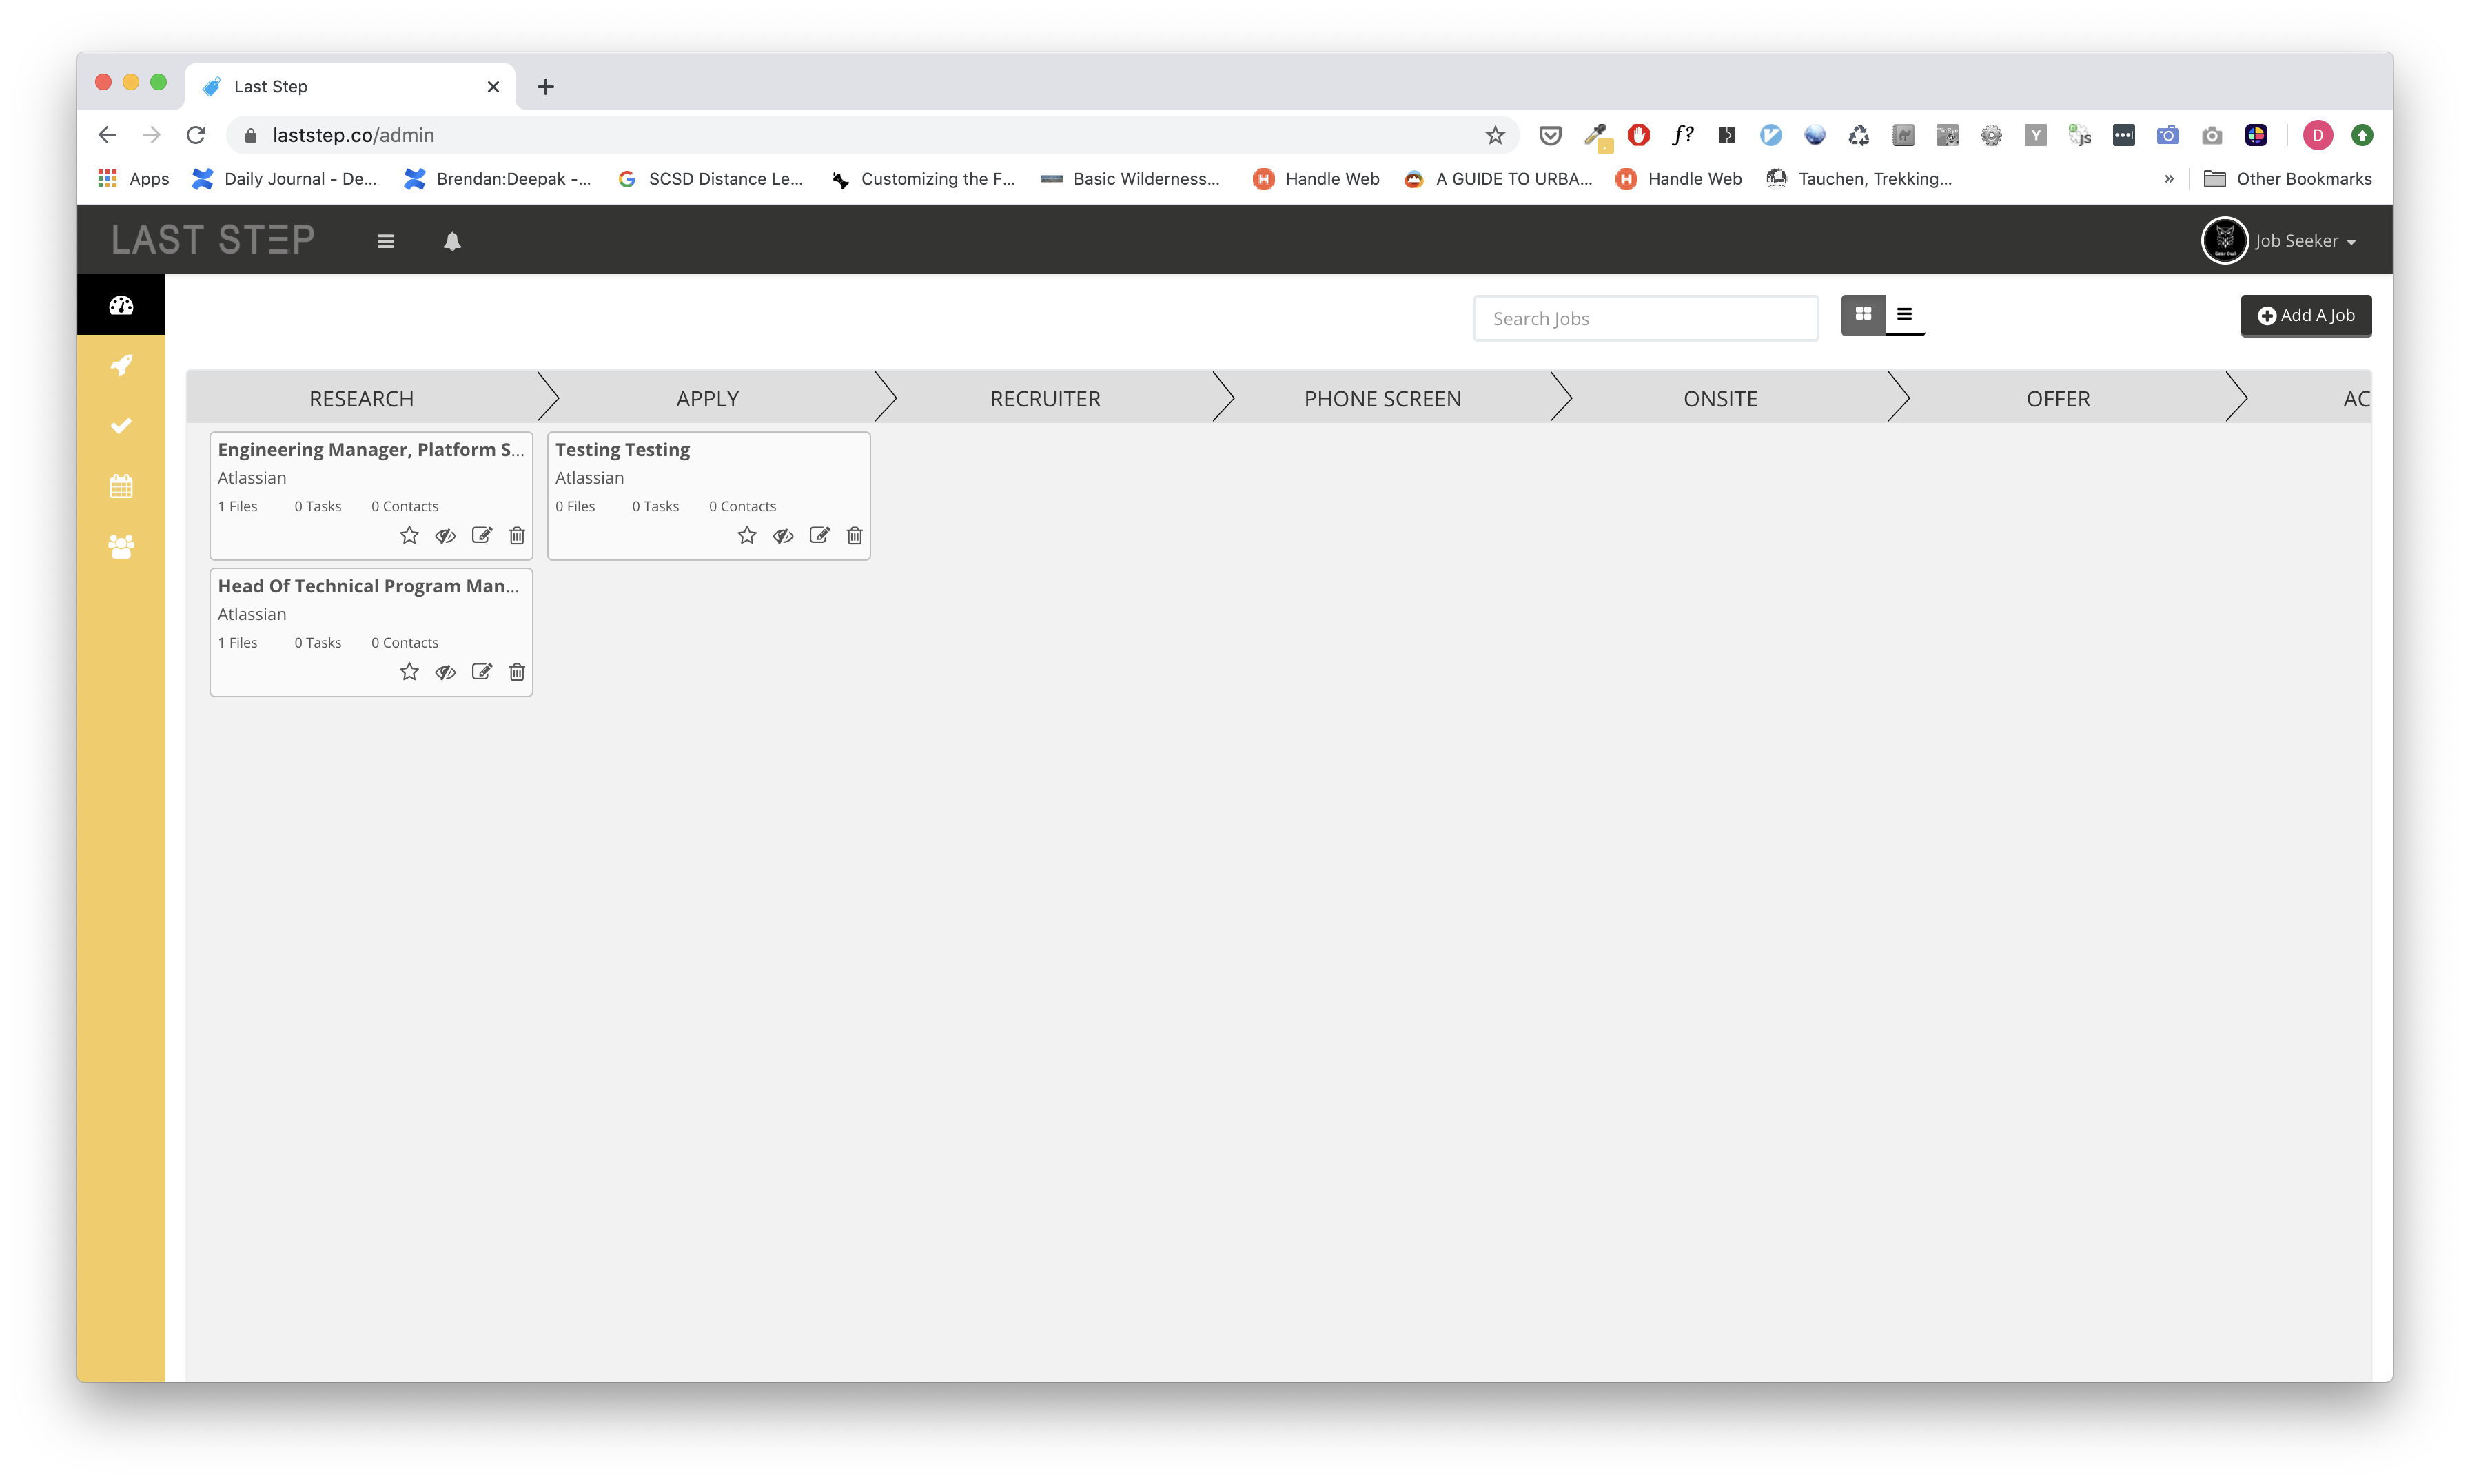 Last Step
laststep.co/admin
Apps
Daily Journal - De...
Brendan:Deepak -...
SCSD Distance Le...
Customizing the F...
Basic Wilderness...
Handle Web
A GUIDE TO URBA...
Handle Web
Tauchen, Trekking...
»
Other Bookmarks
LAST STEP
Job Seeker
Search Jobs
Add A Job
RESEARCH
APPLY
RECRUITER
PHONE SCREEN
ONSITE
OFFER
AC
Engineering Manager, Platform S...
Atlassian
1 Files 0 Tasks 0 Contacts
Testing Testing
Atlassian
0 Files 0 Tasks 0 Contacts
Head Of Technical Program Man...
Atlassian
1 Files 0 Tasks 0 Contacts